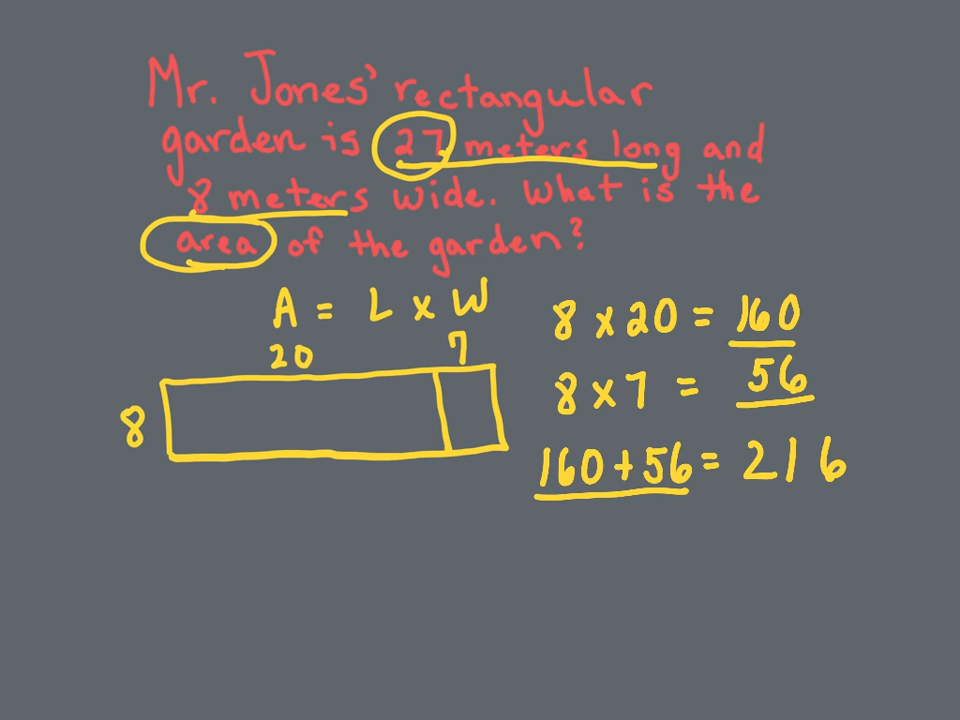 Mr. Jones' rectangular
garden is 27 meters long and
8 meters wide. What is the
area of the garden?
A = L x W
20 7
8
8 x 20 = 160
8 x 7 = 56
160 + 56 = 216